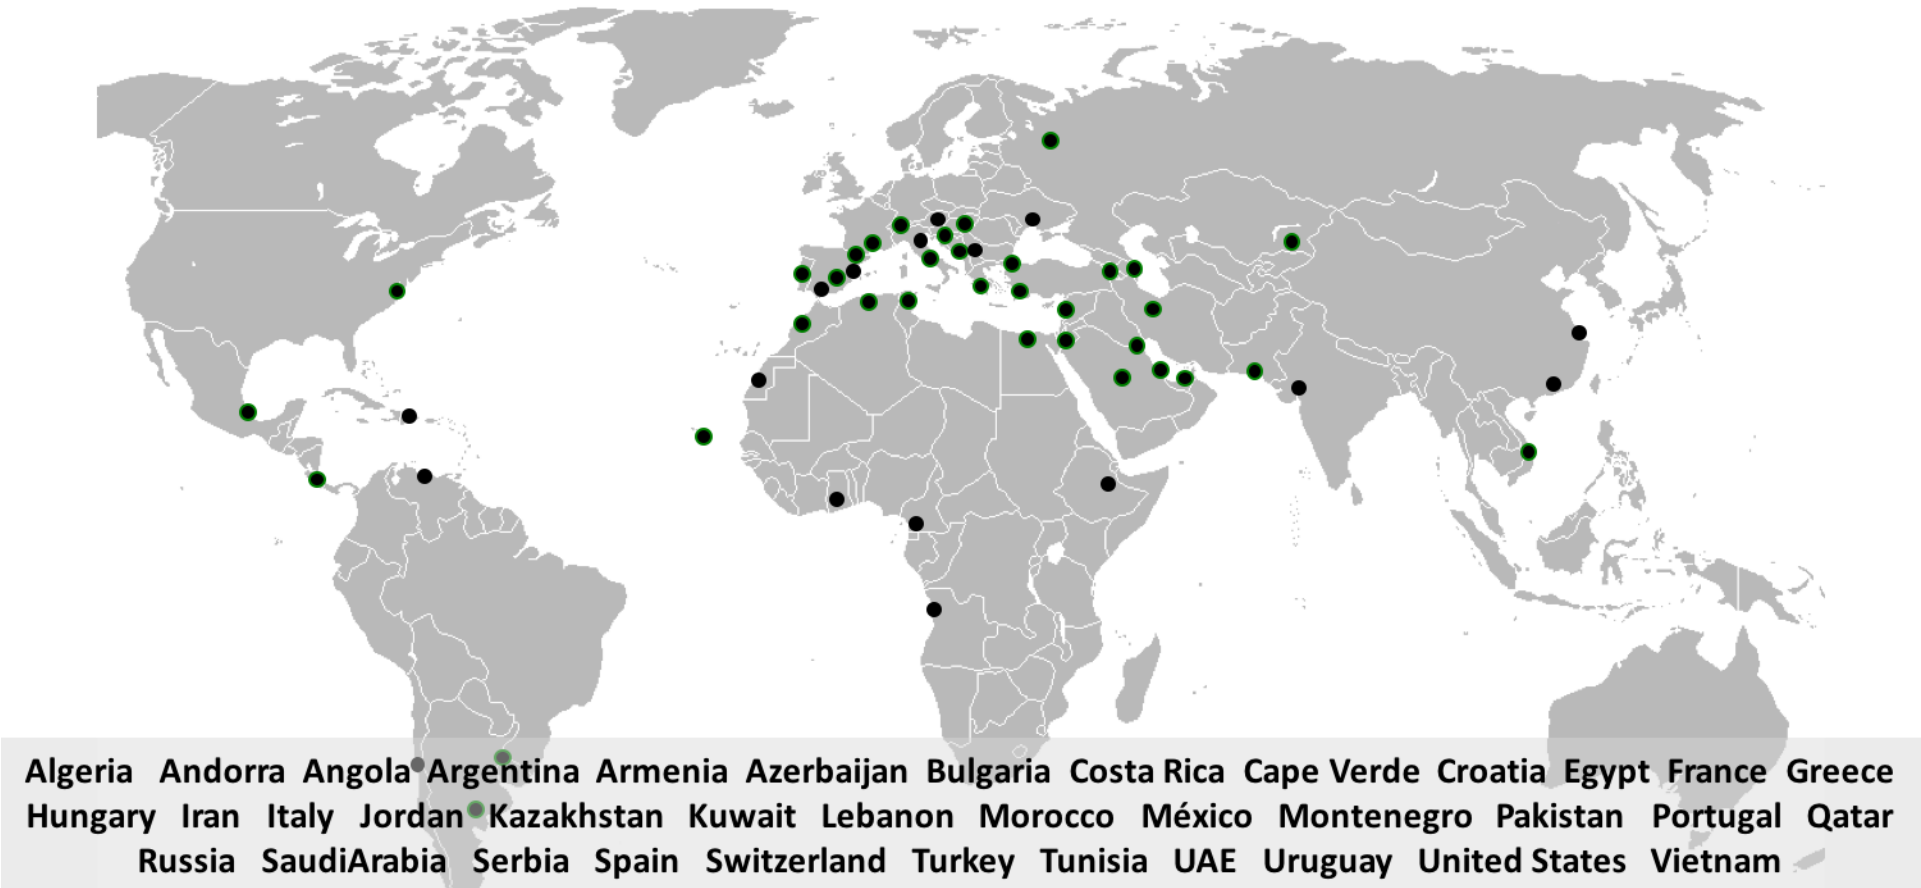 Algeria Andorra Angola Argentina Armenia Azerbaijan Bulgaria Costa Rica Cape Verde Croatia Egypt France Greece
Hungary Iran Italy Jordan Kazakhstan Kuwait Lebanon Morocco México Montenegro Pakistan Portugal Qatar
Russia SaudiArabia Serbia Spain Switzerland Turkey Tunisia UAE Uruguay United States Vietnam